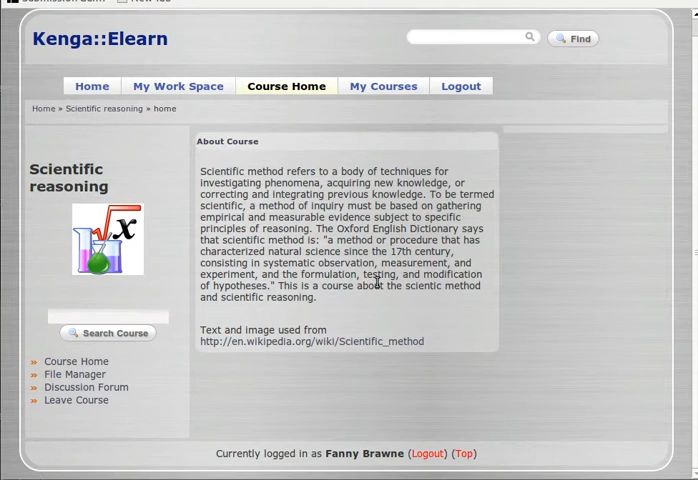 Kenga::Elearn
Find
Home My Work Space Course Home My Courses Logout
Home » Scientific reasoning » home
Scientific
reasoning
x
Search Course
» Course Home
» File Manager
» Discussion Forum
» Leave Course
About Course
Scientific method refers to a body of techniques for
investigating phenomena, acquiring new knowledge, or
correcting and integrating previous knowledge. To be termed
scientific, a method of inquiry must be based on gathering
empirical and measurable evidence subject to specific
principles of reasoning. The Oxford English Dictionary says
that scientific method is: "a method or procedure that has
characterized natural science since the 17th century,
consisting in systematic observation, measurement, and
experiment, and the formulation, testing, and modification
of hypotheses." This is a course about the scientic method
and scientific reasoning.
Text and image used from
http://en.wikipedia.org/wiki/Scientific_method
Currently logged in as Fanny Brawne (Logout) (Top)